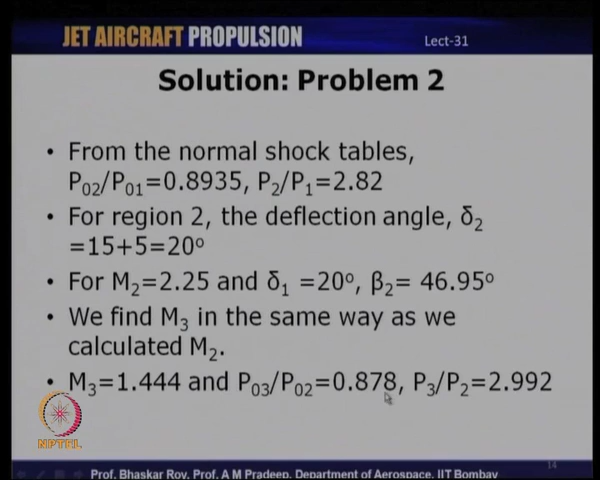 JET AIRCRAFT PROPULSION
Lect-31
Solution: Problem 2
• From the normal shock tables,
P₀₂/P₀₁=0.8935, P₂/P₁=2.82
• For region 2, the deflection angle, δ₂
=15+5=20º
• For M₂=2.25 and δ₁ =20º, β₂= 46.95º
• We find M₃ in the same way as we
calculated M₂.
• M₃=1.444 and P₀₃/P₀₂=0.878, P₃/P₂=2.992
NPTEL
14
Prof. Bhaskar Roy, Prof. A M Pradeep, Department of Aerospace, IIT Bombay